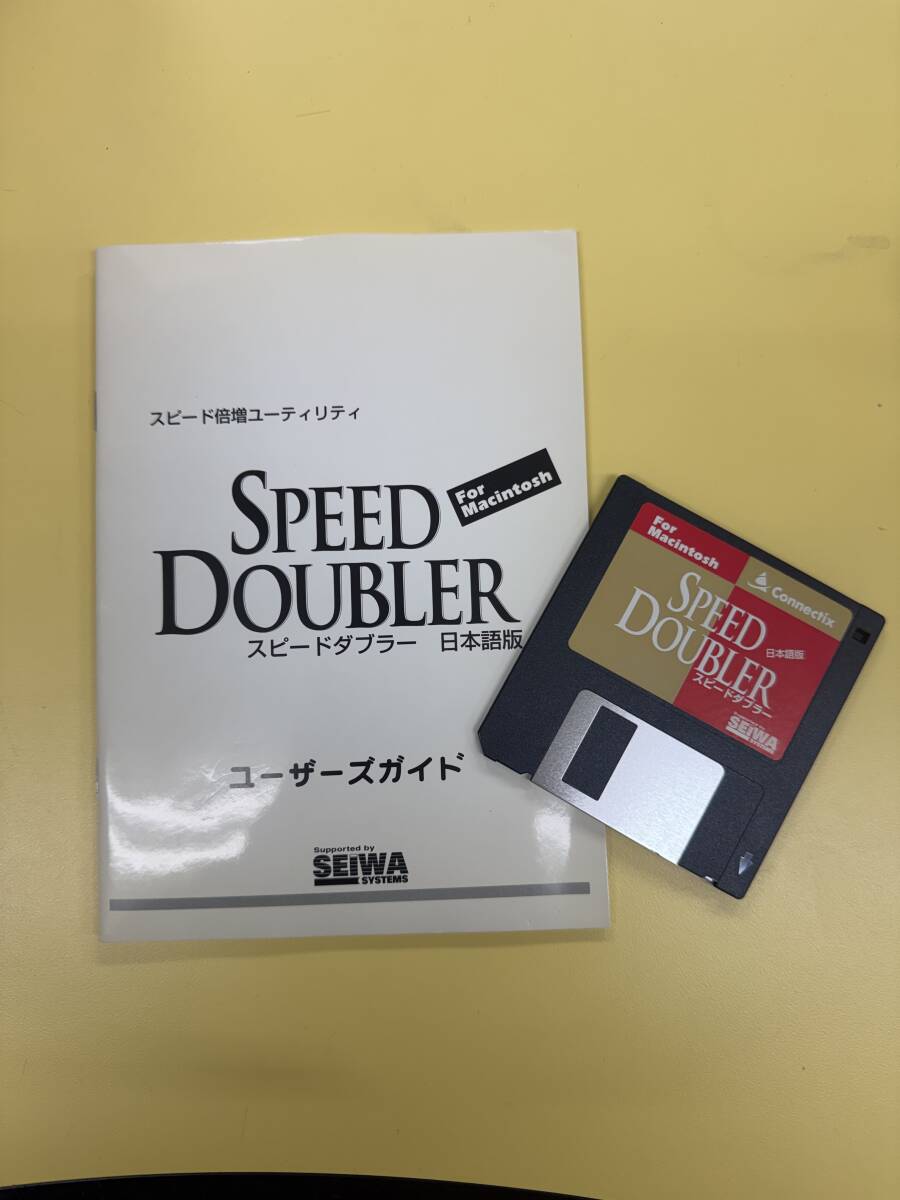 スピード倍増ユーティリティ
For
Macintosh
SPEED
DOUBLER
スピードダブラー 日本語版
ユーザーズガイド
Supported by
SEIWA
SYSTEMS
For
Macintosh
Connectix
SPEED
DOUBLER
日本語版
スピードダブラー
Supported by
SEIWA
SYSTEMS